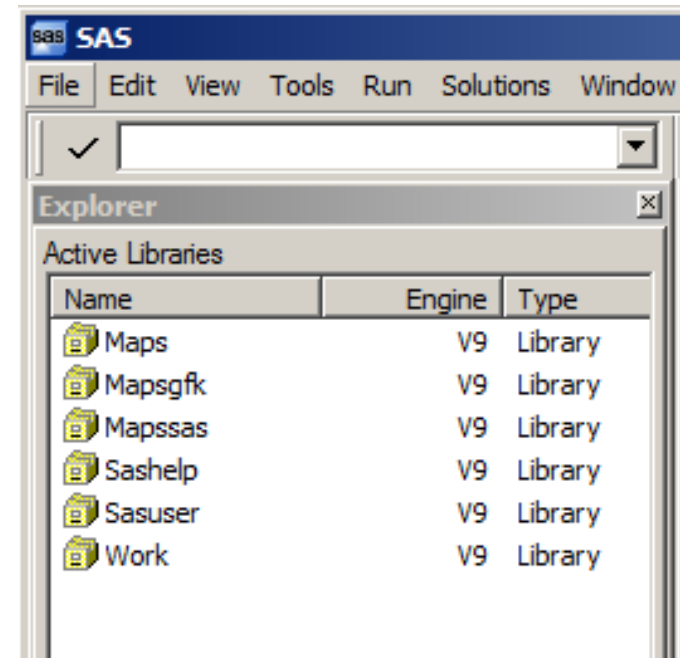 sas SAS
File Edit View Tools Run Solutions Window
Explorer
Active Libraries
Name Engine Type
Maps V9 Library
Mapsgfk V9 Library
Mapssas V9 Library
Sashelp V9 Library
Sasuser V9 Library
Work V9 Library